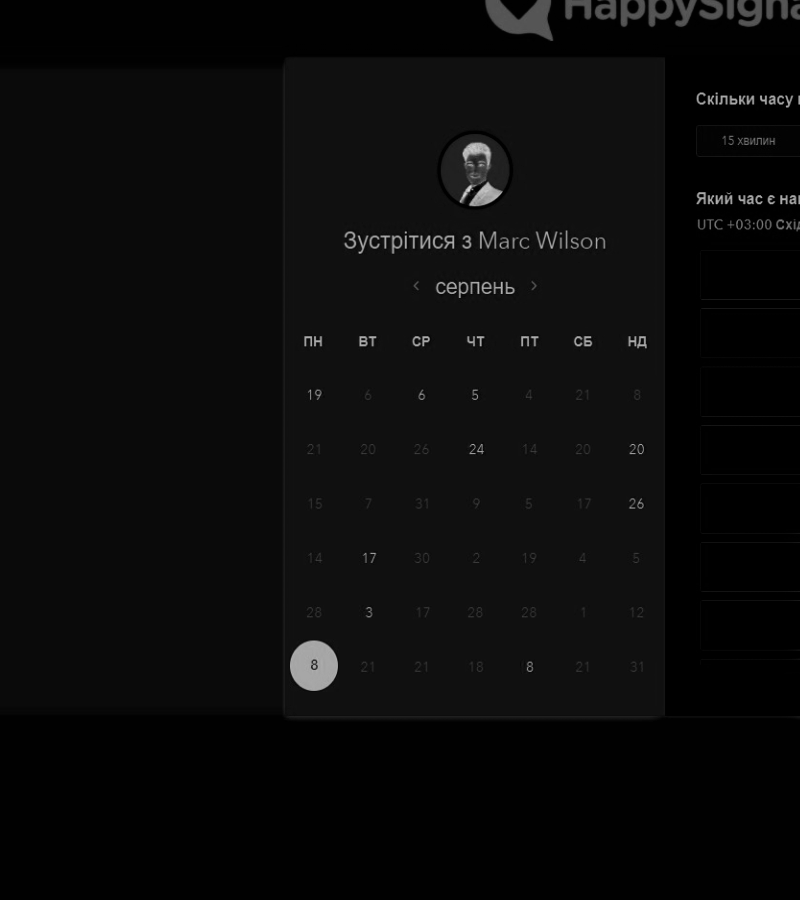 HappySigna
Скільки часу
15 хвилин
Зустрітися з Marc Wilson
Який час є
UTC +03:00
серпень
ПН ВТ СР ЧТ ПТ СБ НД
19 6 6 5 4 21 8
21 20 26 24 14 20 20
15 7 31 9 5 17 26
14 17 30 2 19 4 5
28 3 17 28 28 1 12
8 21 21 18 8 21 31